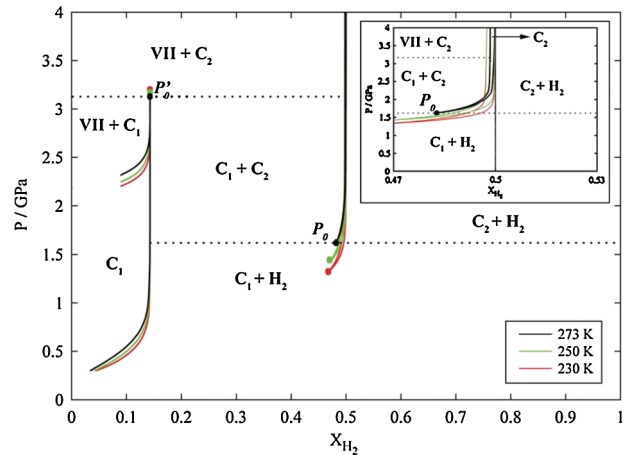 4
3.5
3
2.5
2
1.5
1
0.5
0
P / GPa
0
0.1
0.2
0.3
0.4
0.5
0.6
0.7
0.8
0.9
1
X_H₂
VII + C₂
P₀'
VII + C₁
C₁ + C₂
C₁
P₀
C₁ + H₂
C₂ + H₂
273 K
250 K
230 K
4
3.5
3
2.5
2
1.5
1
0.5
0
P / GPa
0.47
0.5
0.53
X_H₂
VII + C₂
C₂
C₁ + C₂
C₂ + H₂
P₀
C₁ + H₂